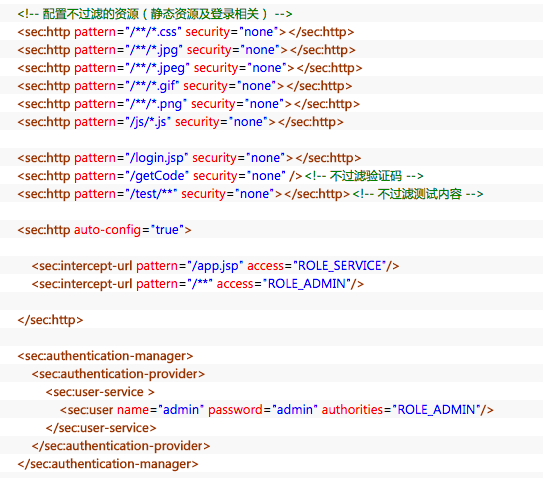 <!-- 配置不过滤的资源（静态资源及登录相关） -->
<sec:http pattern="/**/*.css" security="none"></sec:http>
<sec:http pattern="/**/*.jpg" security="none"></sec:http>
<sec:http pattern="/**/*.jpeg" security="none"></sec:http>
<sec:http pattern="/**/*.gif" security="none"></sec:http>
<sec:http pattern="/**/*.png" security="none"></sec:http>
<sec:http pattern="/js/*.js" security="none"></sec:http>
<sec:http pattern="/login.jsp" security="none"></sec:http>
<sec:http pattern="/getCode" security="none" /><!-- 不过滤验证码 -->
<sec:http pattern="/test/**" security="none"></sec:http><!-- 不过滤测试内容 -->
<sec:http auto-config="true">
<sec:intercept-url pattern="/app.jsp" access="ROLE_SERVICE"/>
<sec:intercept-url pattern="/**" access="ROLE_ADMIN"/>
</sec:http>
<sec:authentication-manager>
<sec:authentication-provider>
<sec:user-service >
<sec:user name="admin" password="admin" authorities="ROLE_ADMIN"/>
</sec:user-service>
</sec:authentication-provider>
</sec:authentication-manager>